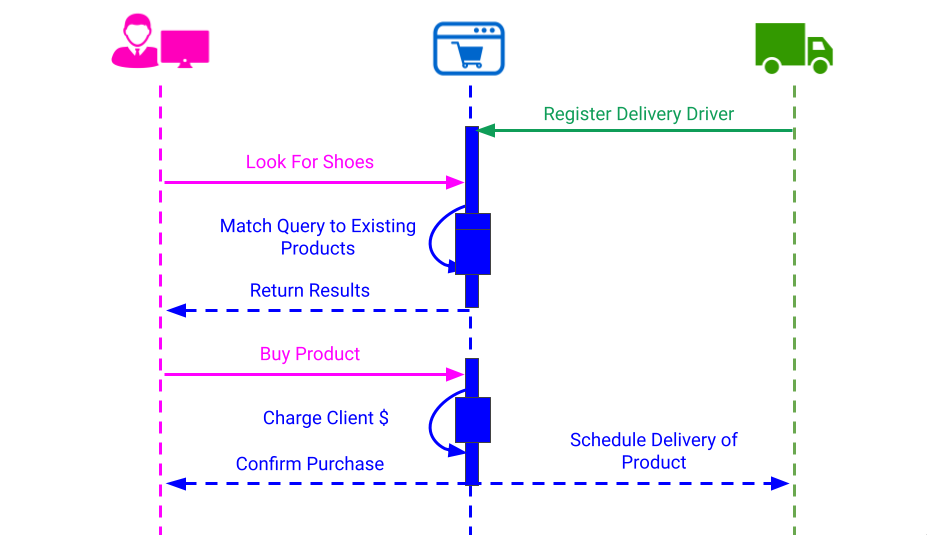 Register Delivery Driver
Look For Shoes
Match Query to Existing
Products
Return Results
Buy Product
Charge Client $
Schedule Delivery of
Product
Confirm Purchase